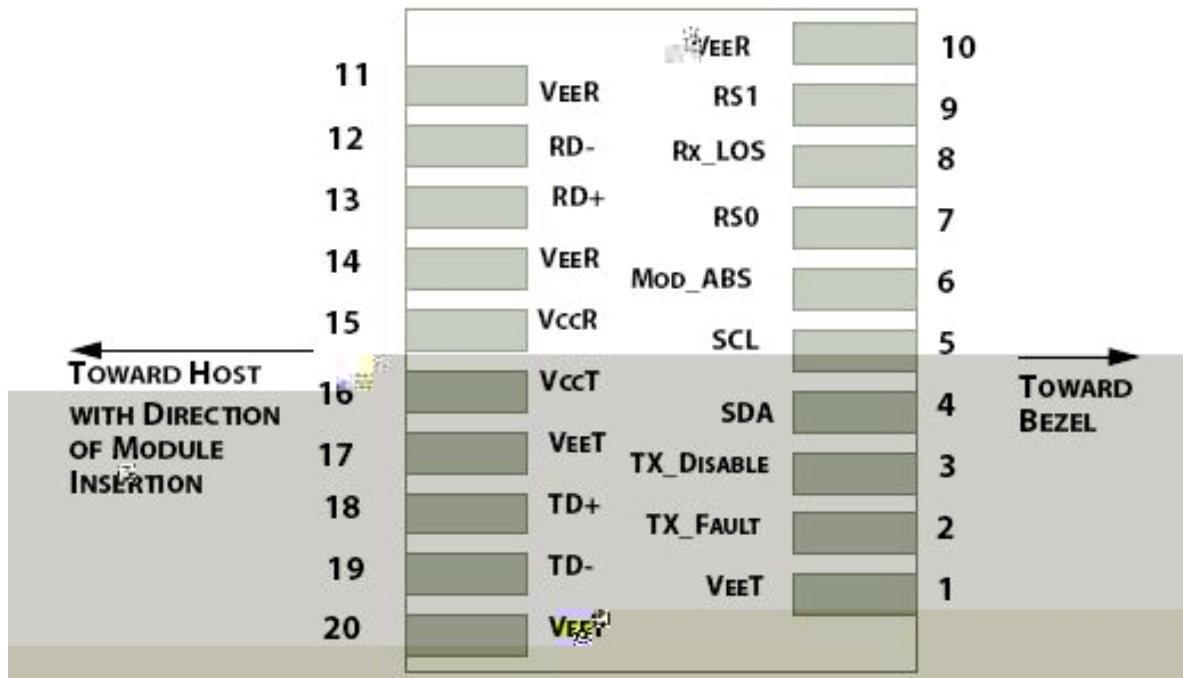 VEER 10
11 VEER
RS1 9
12 RD-
Rx_LOS 8
13 RD+
RS0 7
14 VEER
MOD_ABS 6
15 VCCR
SCL 5
TOWARD HOST
WITH DIRECTION
OF MODULE
INSERTION
16 VCCT
TOWARD
BEZEL
SDA 4
17 VEET
TX_DISABLE 3
18 TD+
TX_FAULT 2
19 TD-
VEET 1
20